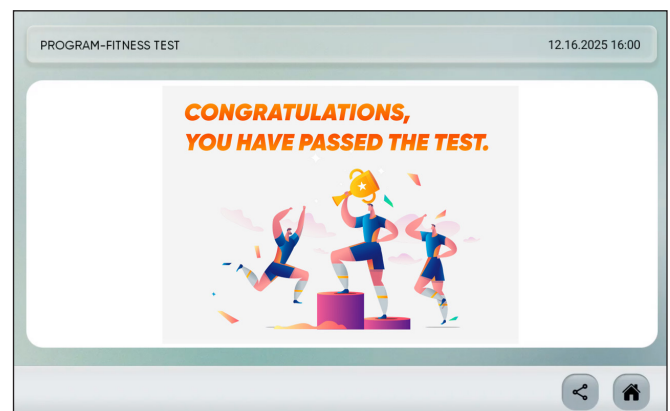 PROGRAM-FITNESS TEST
12.16.2025 16:00
CONGRATULATIONS,
YOU HAVE PASSED THE TEST.